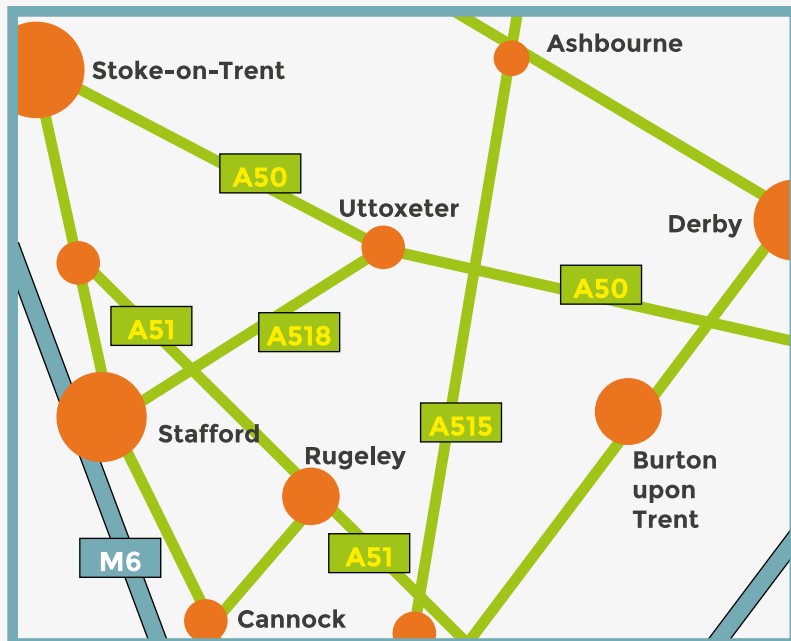 Ashbourne
Stoke-on-Trent
A50
Uttoxeter
Derby
A50
A51
A518
A515
Stafford
Rugeley
Burton
upon
Trent
A51
M6
Cannock